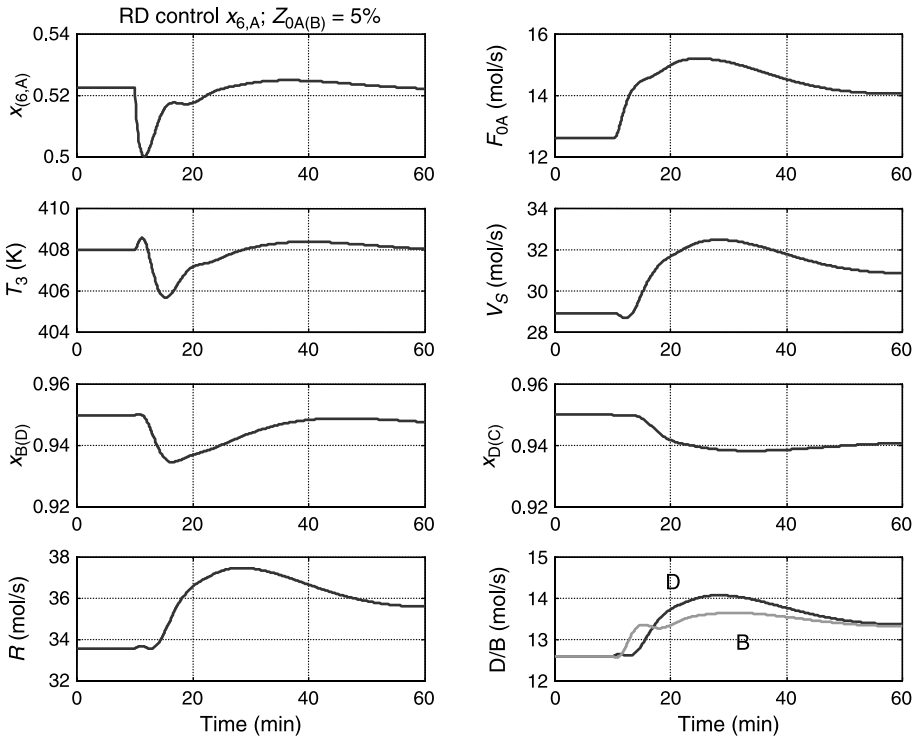 RD control x6,A; Z0A(B) = 5%
x(6,A)
0.54
0.52
0.5
0 20 40 60
F0A (mol/s)
16
14
12
0 20 40 60
T3 (K)
410
408
406
404
0 20 40 60
VS (mol/s)
34
32
30
28
0 20 40 60
xB(D)
0.96
0.94
0.92
0 20 40 60
xD(C)
0.96
0.94
0.92
0 20 40 60
R (mol/s)
38
36
34
32
0 20 40 60
Time (min)
D/B (mol/s)
15
14
13
12
D
B
0 20 40 60
Time (min)